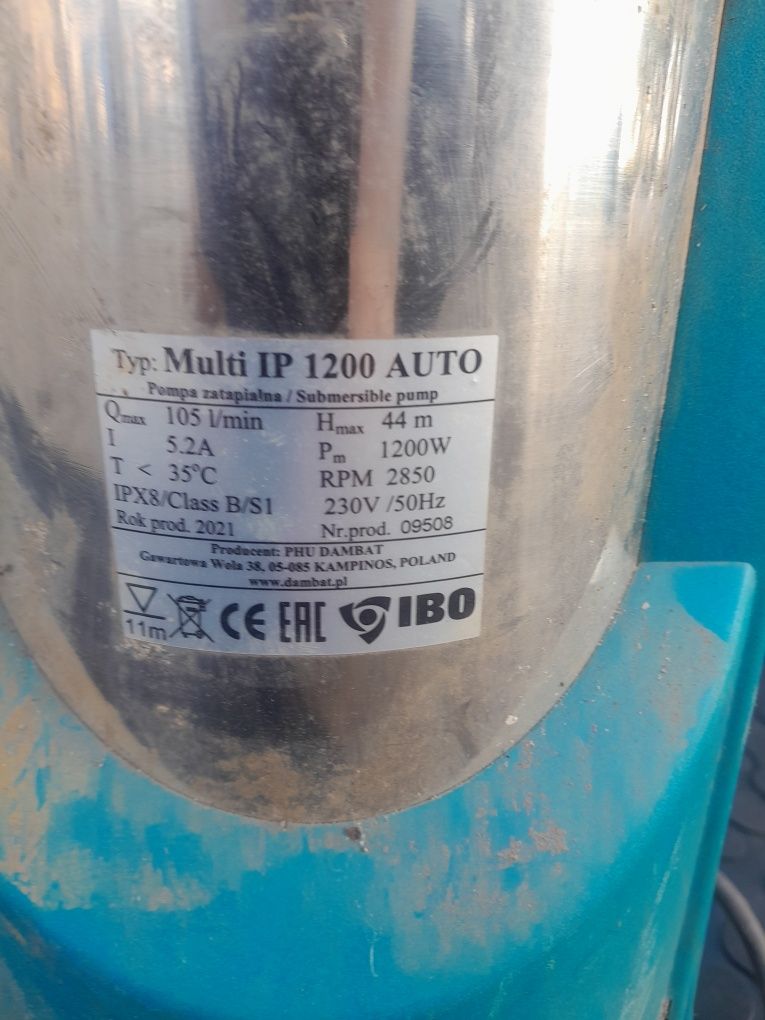 Typ: Multi IP 1200 AUTO
Pompa zatapialna / Submersible pump
Qmax 105 l/min Hmax 44 m
I 5.2A Pm 1200W
T < 35°C RPM 2850
IPX8/Class B/S1 230V /50Hz
Rok prod. 2021 Nr.prod. 09508
Producent: PHU DAMBAT
Gawartowa Wola 38, 05-085 KAMPINOS, POLAND
www.dambat.pl
11m CE EAC IBO